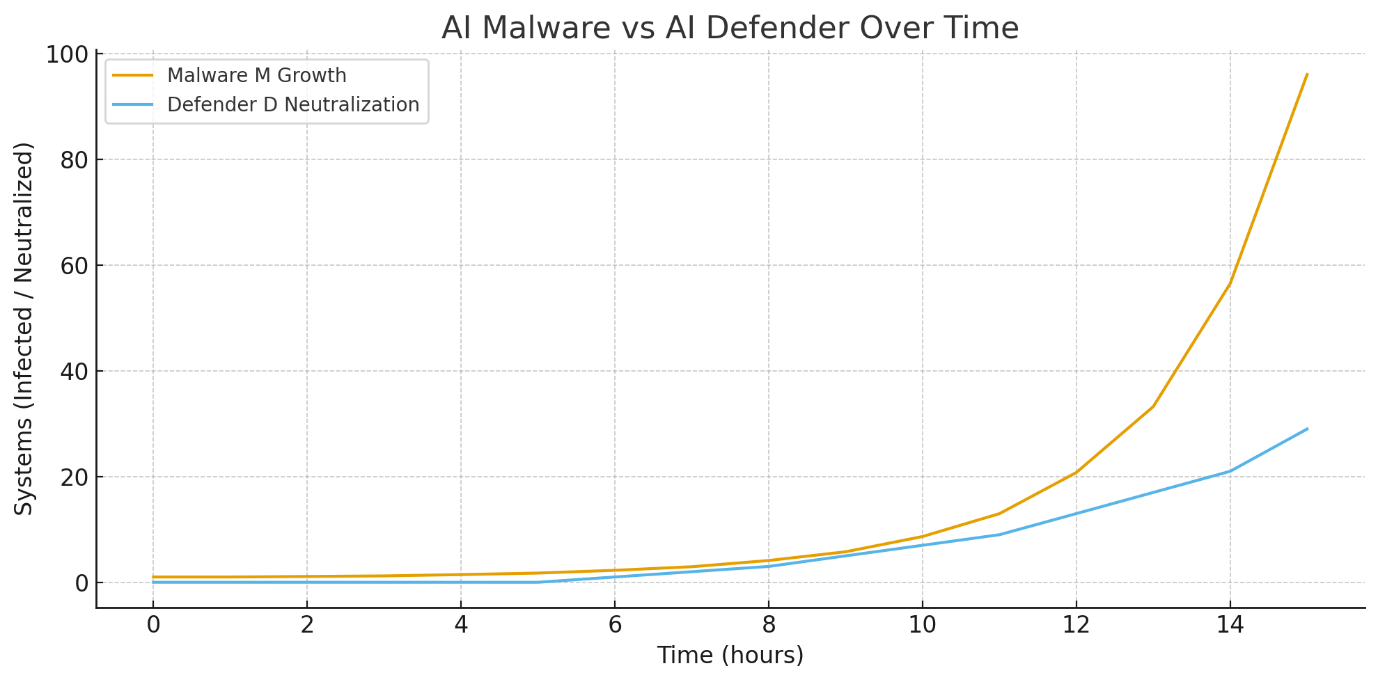 AI Malware vs AI Defender Over Time
Malware M Growth
Defender D Neutralization
Systems (Infected / Neutralized)
100
80
60
40
20
0
0 2 4 6 8 10 12 14
Time (hours)